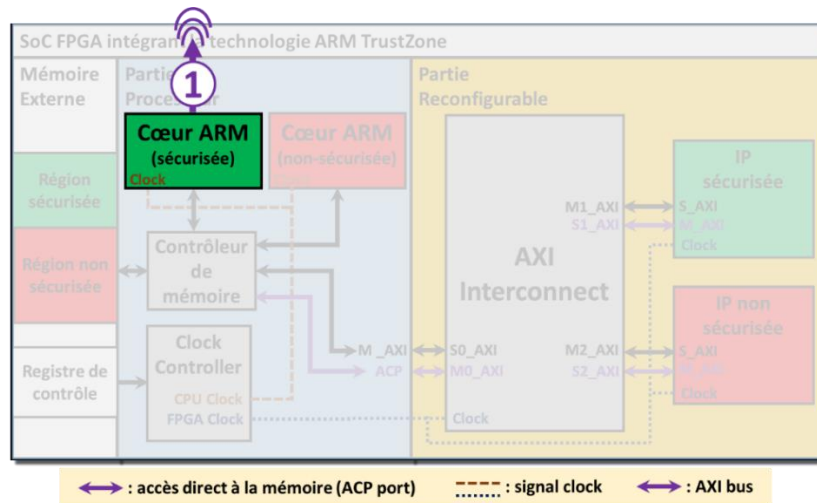 SoC FPGA intégran la technologie ARM TrustZone
Mémoire
Externe
Partie
Processeur
Partie
Reconfigurable
1
Cœur ARM
(sécurisée)
Clock
Cœur ARM
(non-sécurisée)
IP
sécurisée
Région
sécurisée
M1_AXI
S_AXI
S1_AXI
M_AXI
Clock
Région non
sécurisée
Contrôleur
de
mémoire
AXI
Interconnect
IP non
sécurisée
Clock
Controller
M_AXI
S0_AXI
M2_AXI
S_AXI
Registre de
contrôle
ACP
M0_AXI
S2_AXI
CPU Clock
FPGA Clock
Clock
Clock
: accès direct à la mémoire (ACP port)
: signal clock
: AXI bus